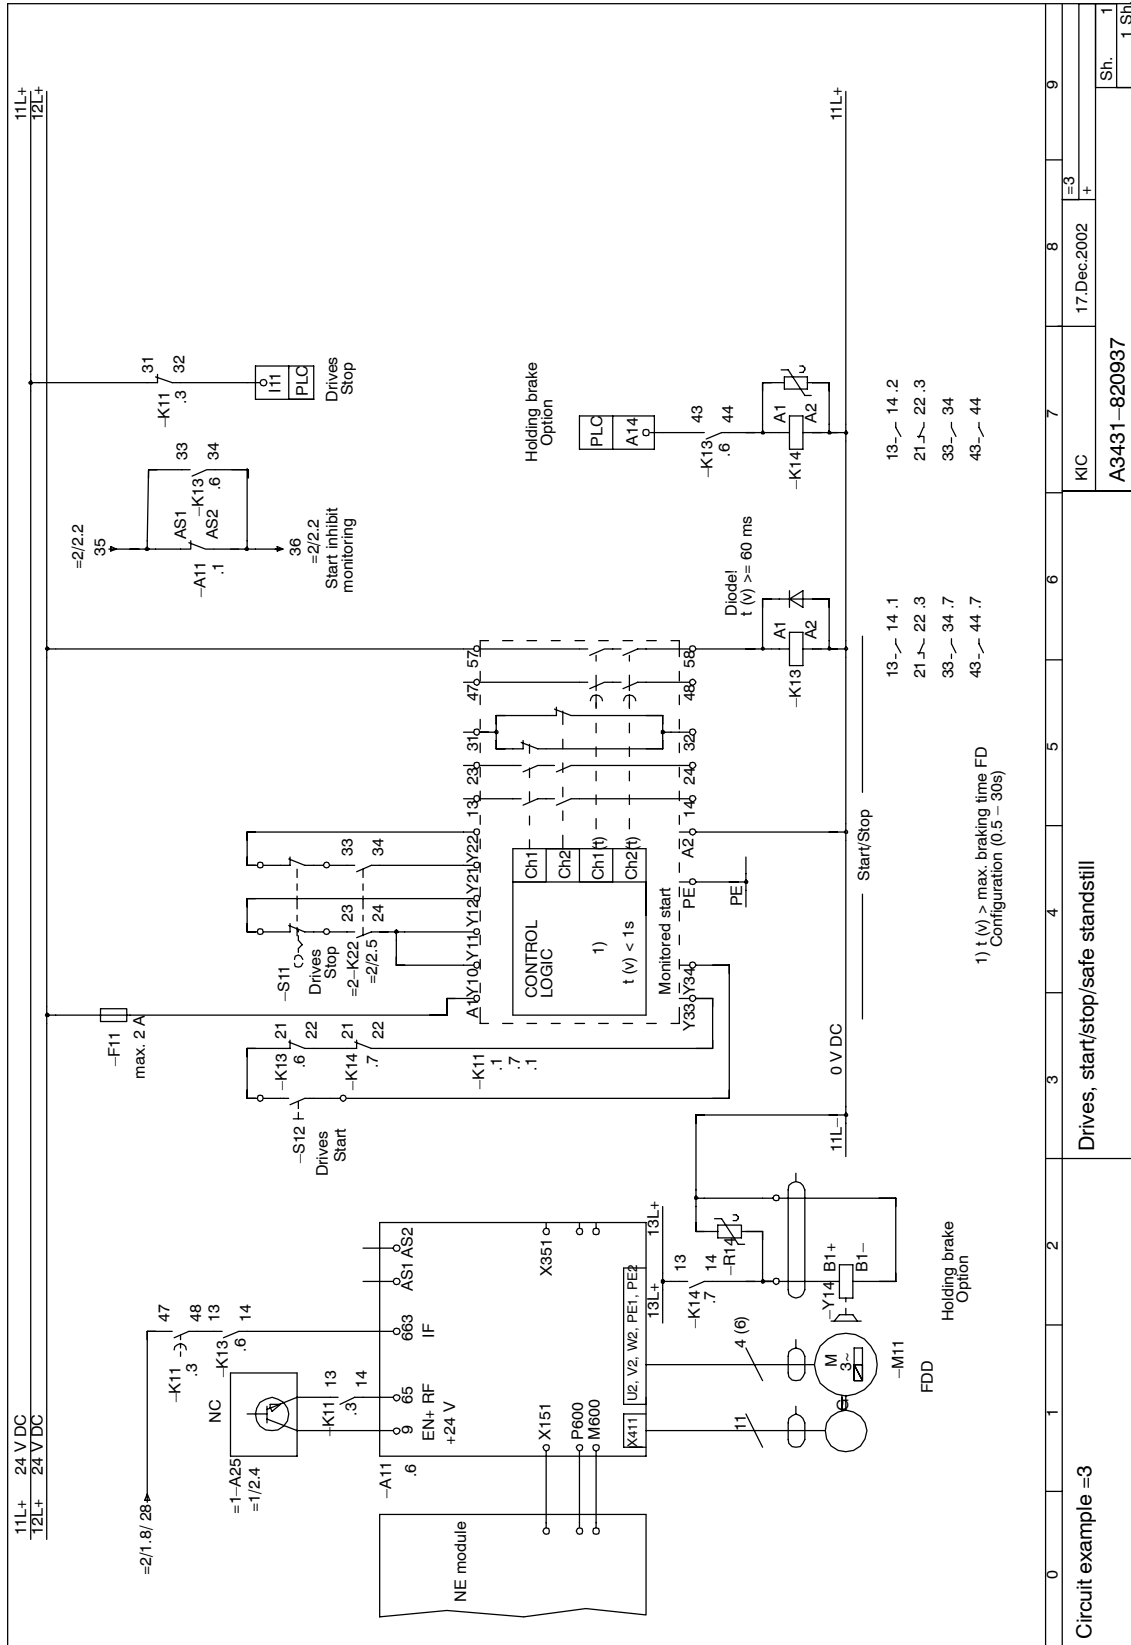 11L+ 24 V DC
12L+ 24 V DC
11L+
12L+
=2/1.8/ 28
–K11
.3
47
48
–K13
.6
13
14
=1–A25
=1/2.4
NC
–K11
.3
13
14
–A11
.6
9
65
663
AS1
AS2
EN+ RF
+24 V
IF
NE module
X151
P600
M600
X351
X411
U2, V2, W2, PE1, PE2
11
4 (6)
M
3~
–M11
FDD
13L+
13L+
–K14
.7
13
14
–R14
–Y14
B1+
B1–
Holding brake
Option
–F11
max. 2 A
–S12
Drives
Start
–K13
.6
21
22
–K14
.7
21
22
–S11
Drives
Stop
=2–K22
=2/2.5
23
24
33
34
–K11
.1
.7
.1
A1
Y10
Y11
Y12
Y21
Y22
13
23
31
47
57
CONTROL
LOGIC
1)
t (v) < 1s
Ch1
Ch2
Ch1(t)
Ch2(t)
Monitored start
Y33
Y34
PE
A2
14
24
32
48
58
PE
11L–
0 V DC
Start/Stop
=2/2.2
35
–A11
.1
AS1
AS2
–K13
.6
33
34
36
=2/2.2
Start inhibit
monitoring
–K11
.3
31
32
I11
PLC
Drives
Stop
Diode!
t (v) >= 60 ms
–K13
A1
A2
13- 14 .1
21- 22 .3
33- 34 .7
43- 44 .7
Holding brake
Option
PLC
A14
–K13
.6
43
44
–K14
A1
A2
11L+
13- 14 .2
21- 22 .3
33- 34
43- 44
1) t (v) > max. braking time FD
Configuration (0.5 – 30s)
0 1 2 3 4 5 6 7 8 9
Circuit example =3
Drives, start/stop/safe standstill
KIC
17.Dec.2002
=3
+
A3431–820937
Sh. 1
1 Sh.